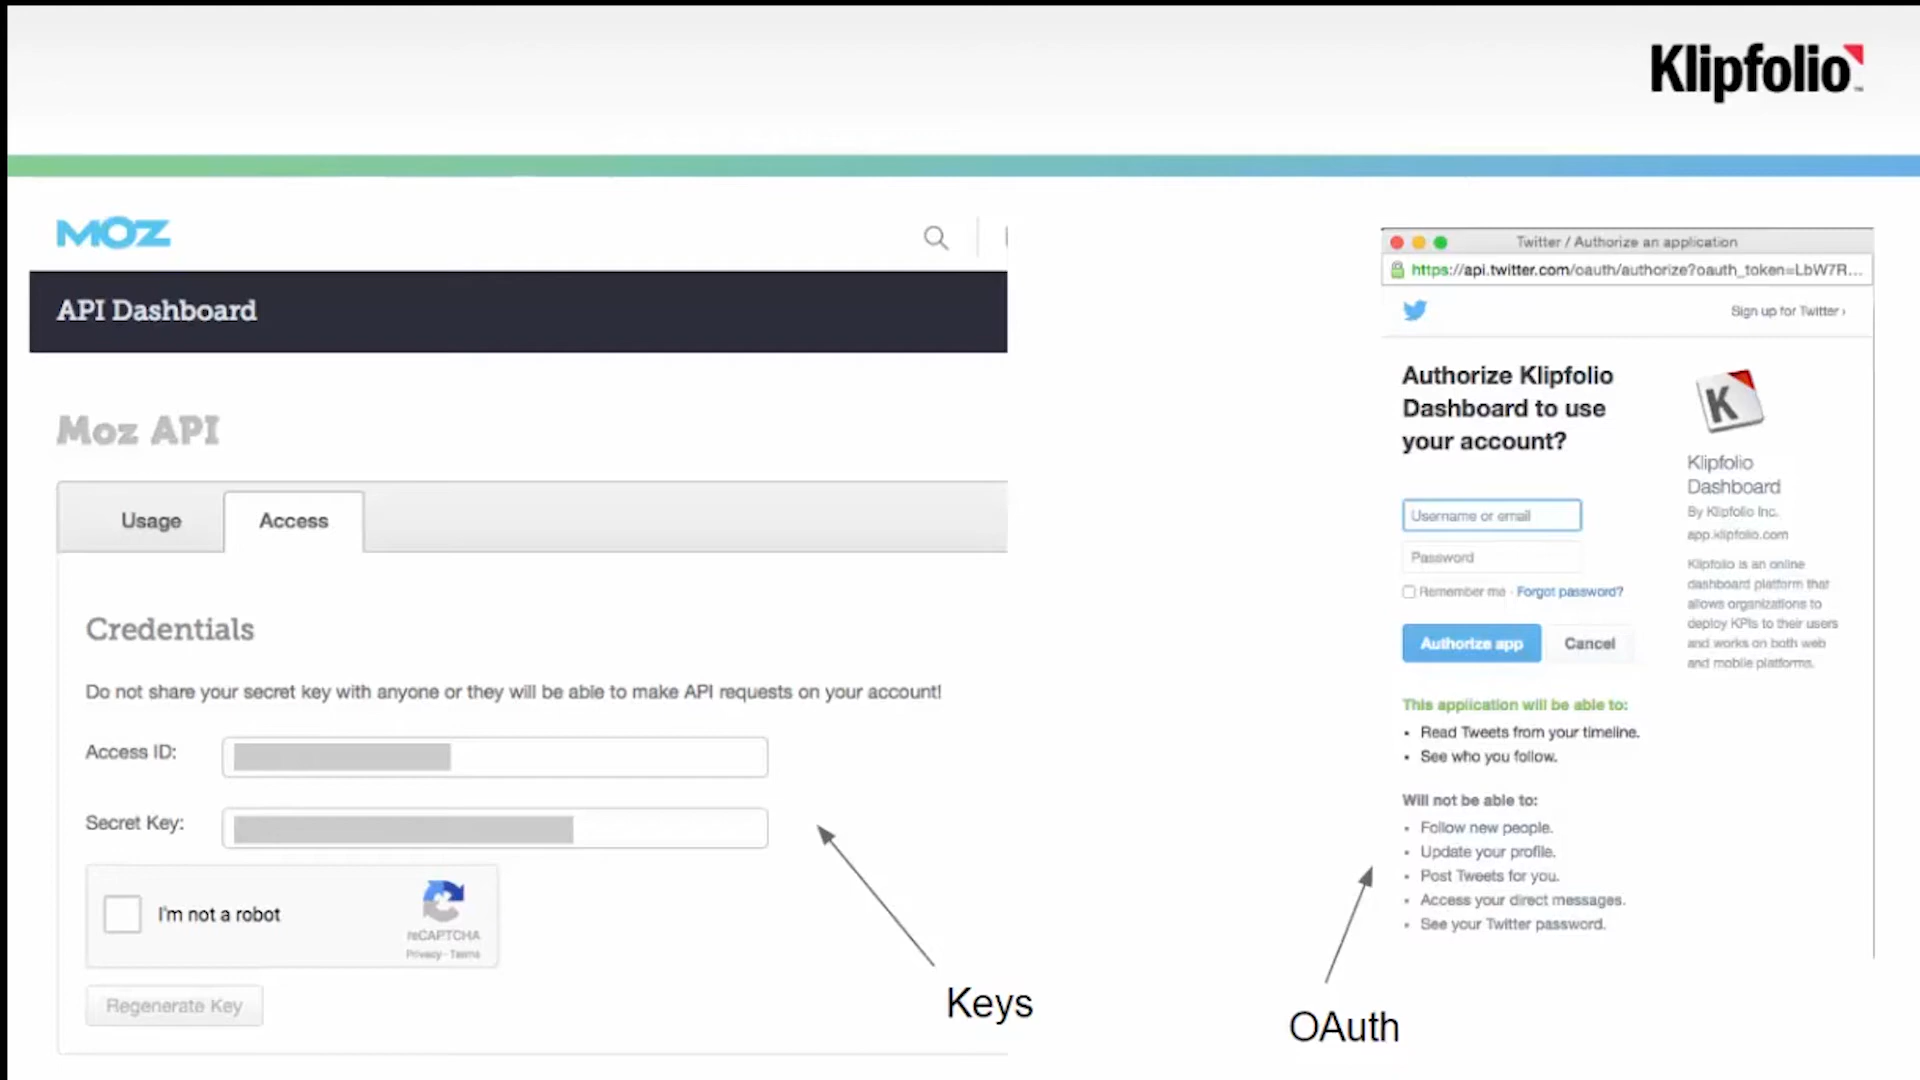 Klipfolio
MOZ
API Dashboard
Moz API
Usage
Access
Credentials
Do not share your secret key with anyone or they will be able to make API requests on your account!
Access ID:
Secret Key:
I'm not a robot
reCAPTCHA
Privacy - Terms
Regenerate Key
Keys
Twitter / Authorize an application
https://api.twitter.com/oauth/authorize?oauth_token=LbW7R...
Sign up for Twitter ›
Authorize Klipfolio
Dashboard to use
your account?
Username or email
Password
Remember me · Forgot password?
Authorize app
Cancel
Klipfolio
Dashboard
By Klipfolio Inc.
app.klipfolio.com
Klipfolio is an online
dashboard platform that
allows organizations to
deploy KPIs to their users
and works on both web
and mobile platforms.
This application will be able to:
• Read Tweets from your timeline.
• See who you follow.
Will not be able to:
• Follow new people.
• Update your profile.
• Post Tweets for you.
• Access your direct messages.
• See your Twitter password.
OAuth